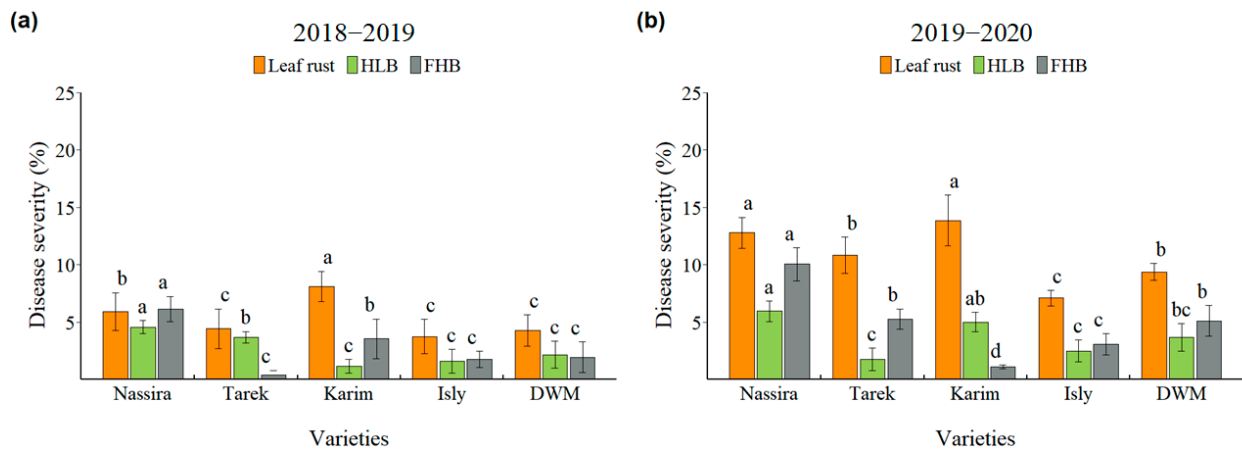 (a)
2018−2019
Leaf rust HLB FHB
Disease severity (%)
25
20
15
10
5
b a a
c b c
a c b
c c c
c c c
Nassira Tarek Karim Isly DWM
Varieties
(b)
2019−2020
Leaf rust HLB FHB
Disease severity (%)
25
20
15
10
5
a a a
b c b
a ab d
c c c
b bc b
Nassira Tarek Karim Isly DWM
Varieties